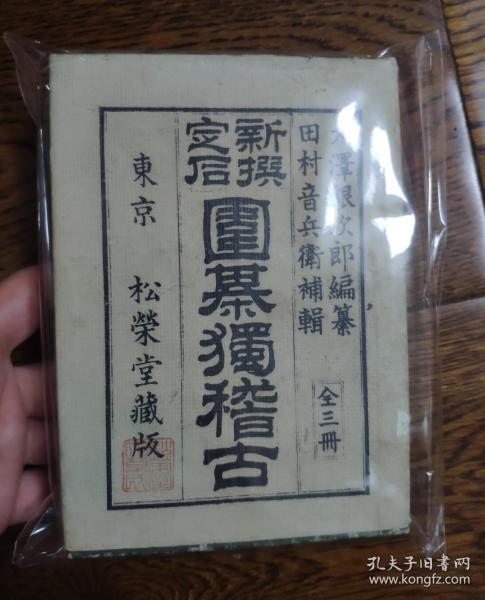 大澤銀次郎編纂
田村音兵衛補輯
全三冊
新撰
定石
圍棊獨稽古
東京 松榮堂藏版
孔夫子旧书网
www.kongfz.com